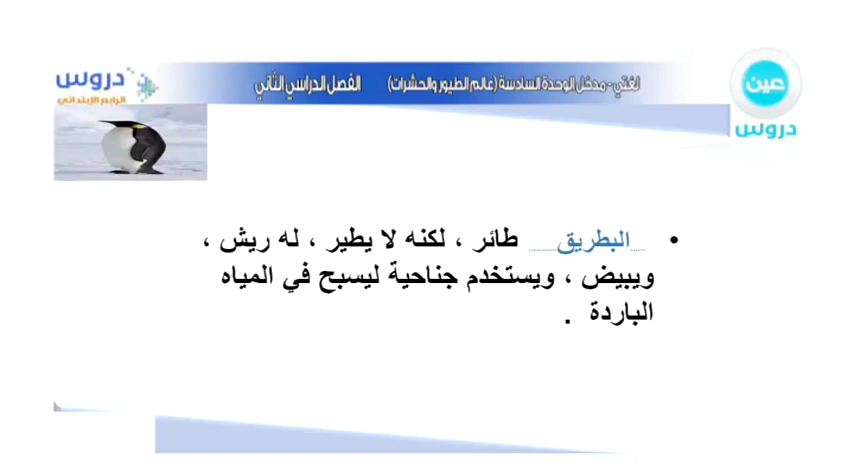 دروس
الرابع الابتدائي
لغتي - مدخل الوحدة السادسة (عالم الطيور والحشرات) الفصل الدراسي الثاني
عين
دروس
• البطريق طائر ، لكنه لا يطير ، له ريش ،
ويبيض ، ويستخدم جناحية ليسبح في المياه
الباردة .